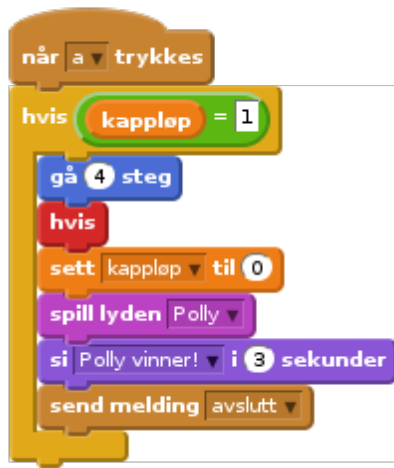 når a trykkes
hvis kappløp = 1
gå 4 steg
hvis
sett kappløp til 0
spill lyden Polly
si Polly vinner! i 3 sekunder
send melding avslutt